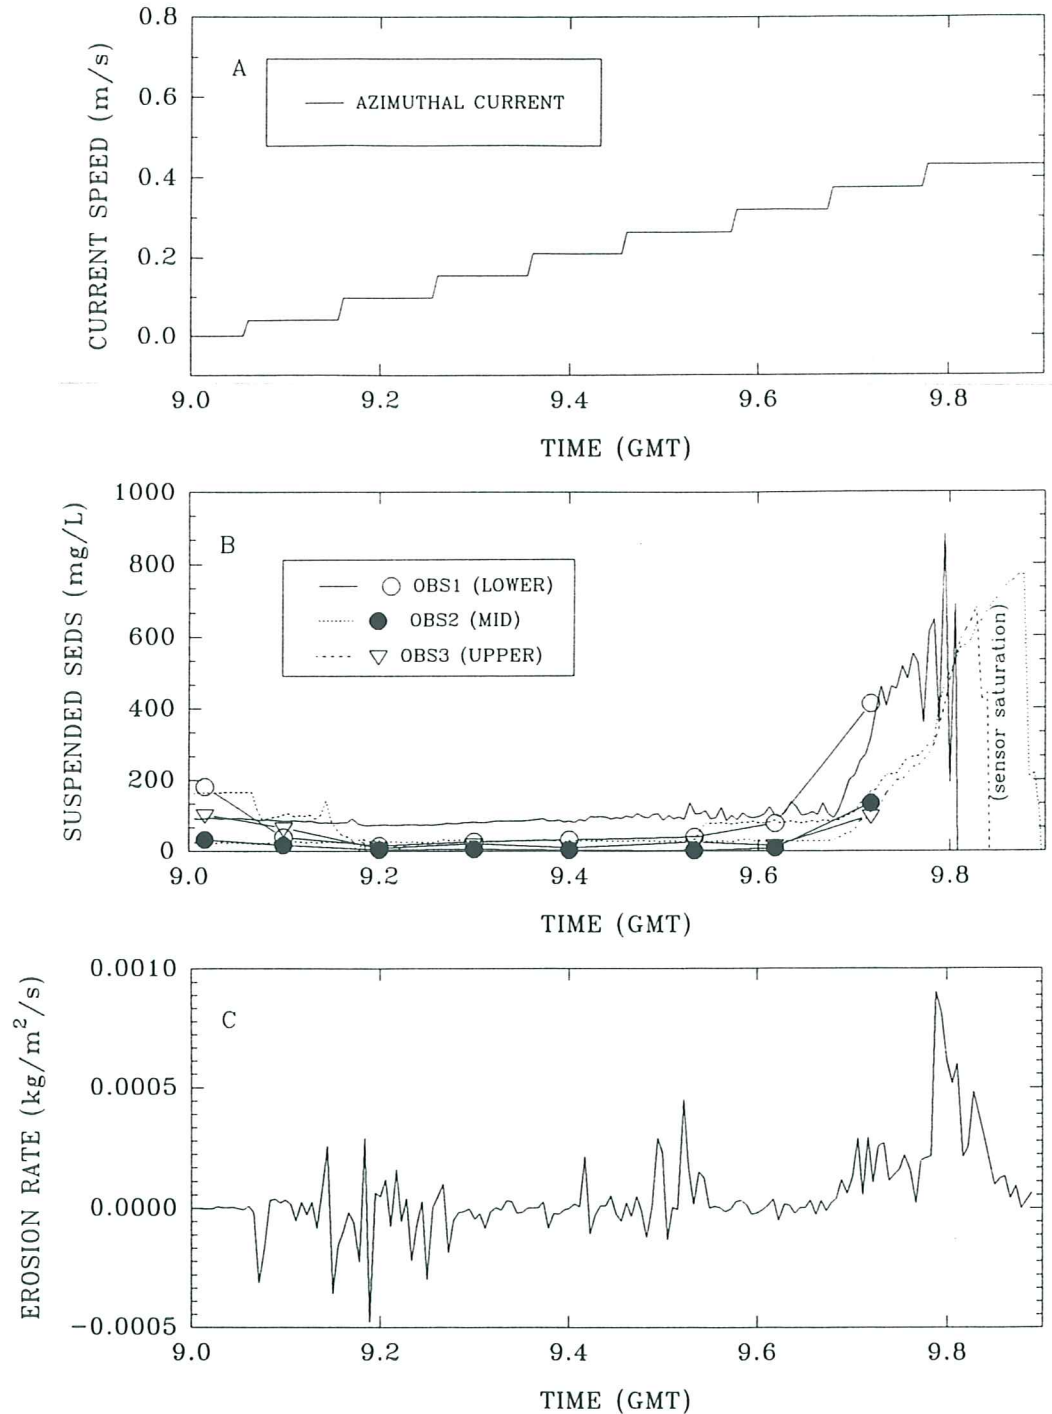 0.8
0.6
0.4
0.2
0.0
CURRENT SPEED (m/s)
A
AZIMUTHAL CURRENT
9.0 9.2 9.4 9.6 9.8
TIME (GMT)
1000
800
600
400
200
0
SUSPENDED SEDS (mg/L)
B
OBS1 (LOWER)
OBS2 (MID)
OBS3 (UPPER)
(sensor saturation)
9.0 9.2 9.4 9.6 9.8
TIME (GMT)
0.0010
0.0005
0.0000
-0.0005
EROSION RATE (kg/m²/s)
C
9.0 9.2 9.4 9.6 9.8
TIME (GMT)